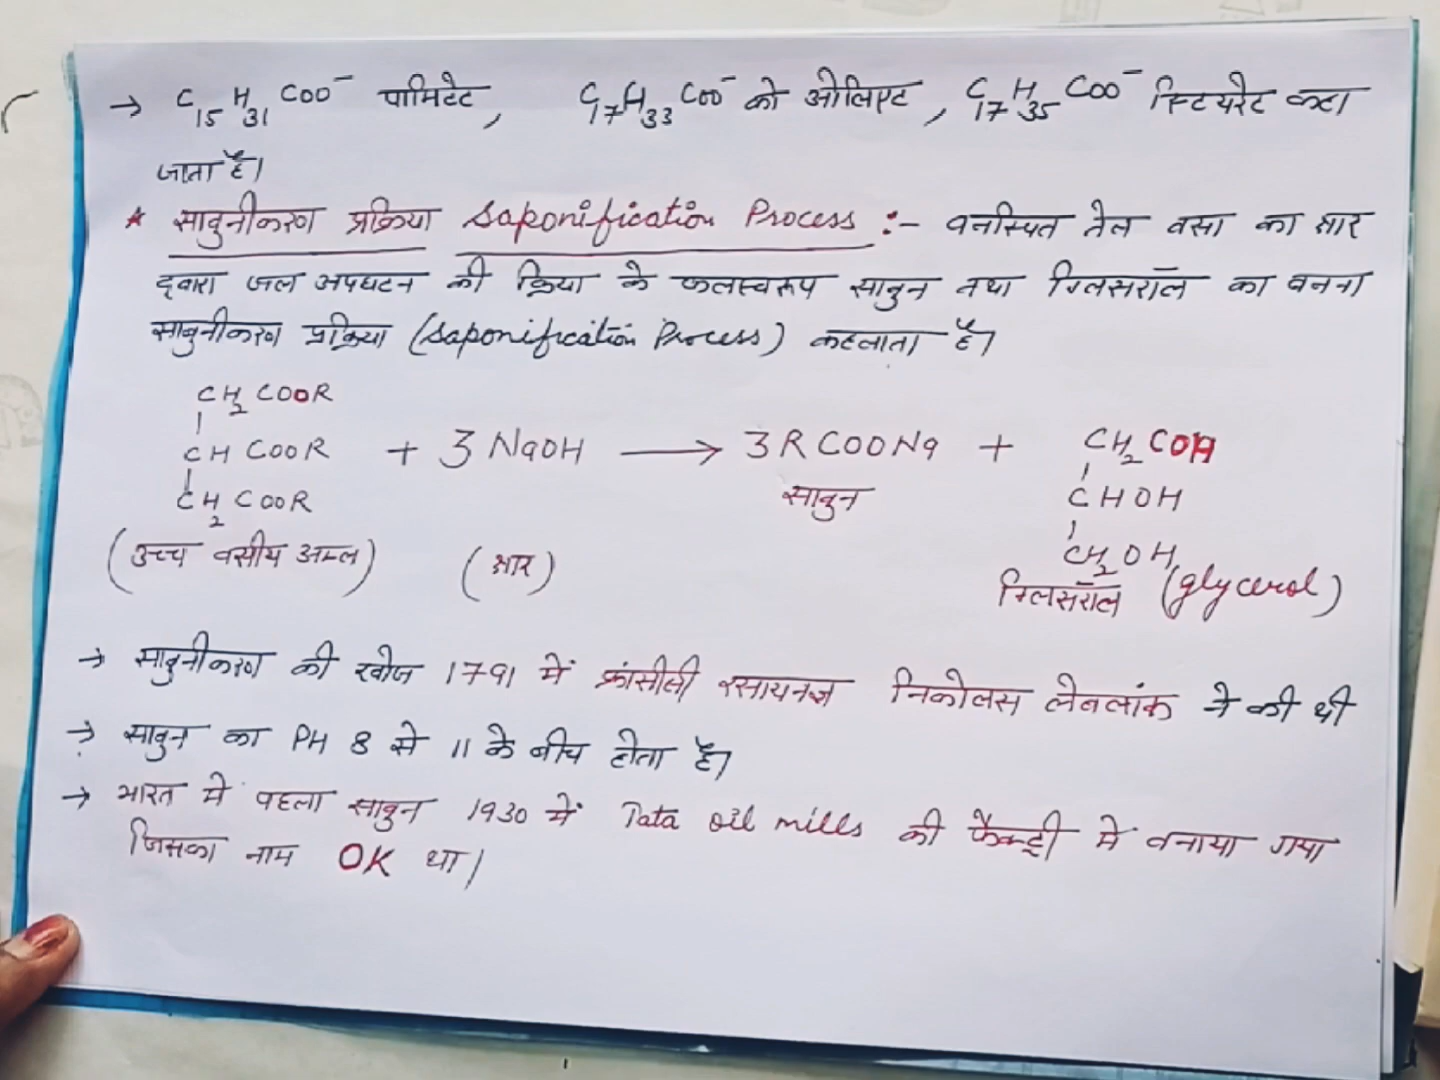 → C15H31COO⁻ पामिटेट, C17H33COO⁻ को ओलिएट, C17H35COO⁻ स्टियरेट कहा
जाता है।
* साबुनीकरण प्रक्रिया Saponification Process :- वनस्पित तेल वसा का क्षार
द्वारा जल अपघटन की क्रिया के फलस्वरूप साबुन तथा ग्लिसरॉल का बनना
साबुनीकरण प्रक्रिया (Saponification Process) कहलाता है।
CH2COOR
CHCOOR + 3 NaOH ⟶ 3RCOONa + CH2COH
CH2COOR साबुन CHOH
CH2OH
(उच्च वसीय अम्ल) (क्षार) ग्लिसरॉल (glycerol)
→ साबुनीकरण की खोज 1791 में फ्रांसीसी रसायनज्ञ निकोलस लेबलांक ने की थी
→ साबुन का PH 8 से 11 के बीच होता है।
→ भारत में पहला साबुन 1930 में Tata oil mills की फैक्ट्री में बनाया गया
जिसका नाम OK था।